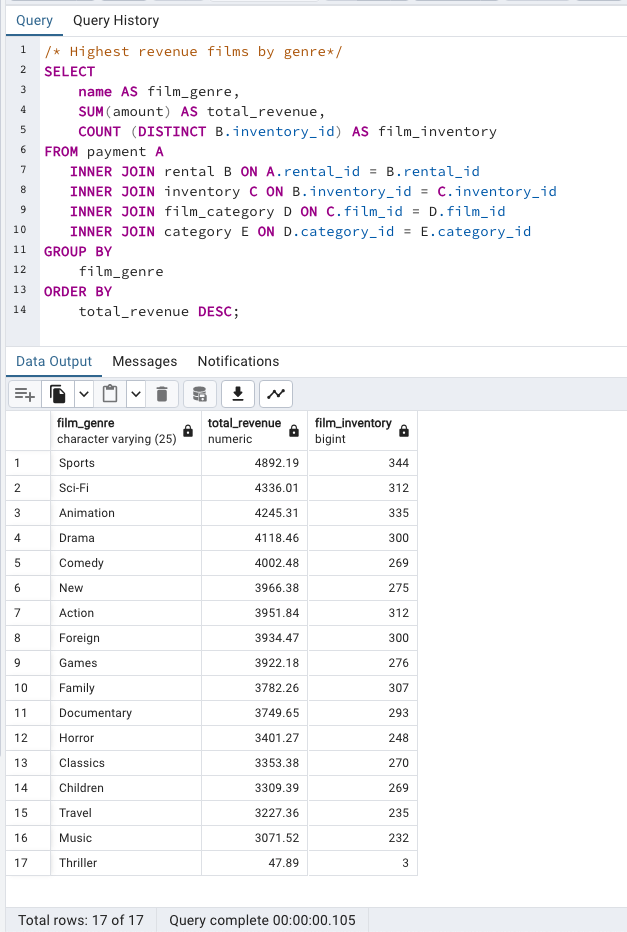 Query Query History
1 /* Highest revenue films by genre*/
2 SELECT
3 name AS film_genre,
4 SUM(amount) AS total_revenue,
5 COUNT (DISTINCT B.inventory_id) AS film_inventory
6 FROM payment A
7 INNER JOIN rental B ON A.rental_id = B.rental_id
8 INNER JOIN inventory C ON B.inventory_id = C.inventory_id
9 INNER JOIN film_category D ON C.film_id = D.film_id
10 INNER JOIN category E ON D.category_id = E.category_id
11 GROUP BY
12 film_genre
13 ORDER BY
14 total_revenue DESC;
Data Output Messages Notifications
film_genre total_revenue film_inventory
character varying (25) numeric bigint
1 Sports 4892.19 344
2 Sci-Fi 4336.01 312
3 Animation 4245.31 335
4 Drama 4118.46 300
5 Comedy 4002.48 269
6 New 3966.38 275
7 Action 3951.84 312
8 Foreign 3934.47 300
9 Games 3922.18 276
10 Family 3782.26 307
11 Documentary 3749.65 293
12 Horror 3401.27 248
13 Classics 3353.38 270
14 Children 3309.39 269
15 Travel 3227.36 235
16 Music 3071.52 232
17 Thriller 47.89 3
Total rows: 17 of 17 Query complete 00:00:00.105